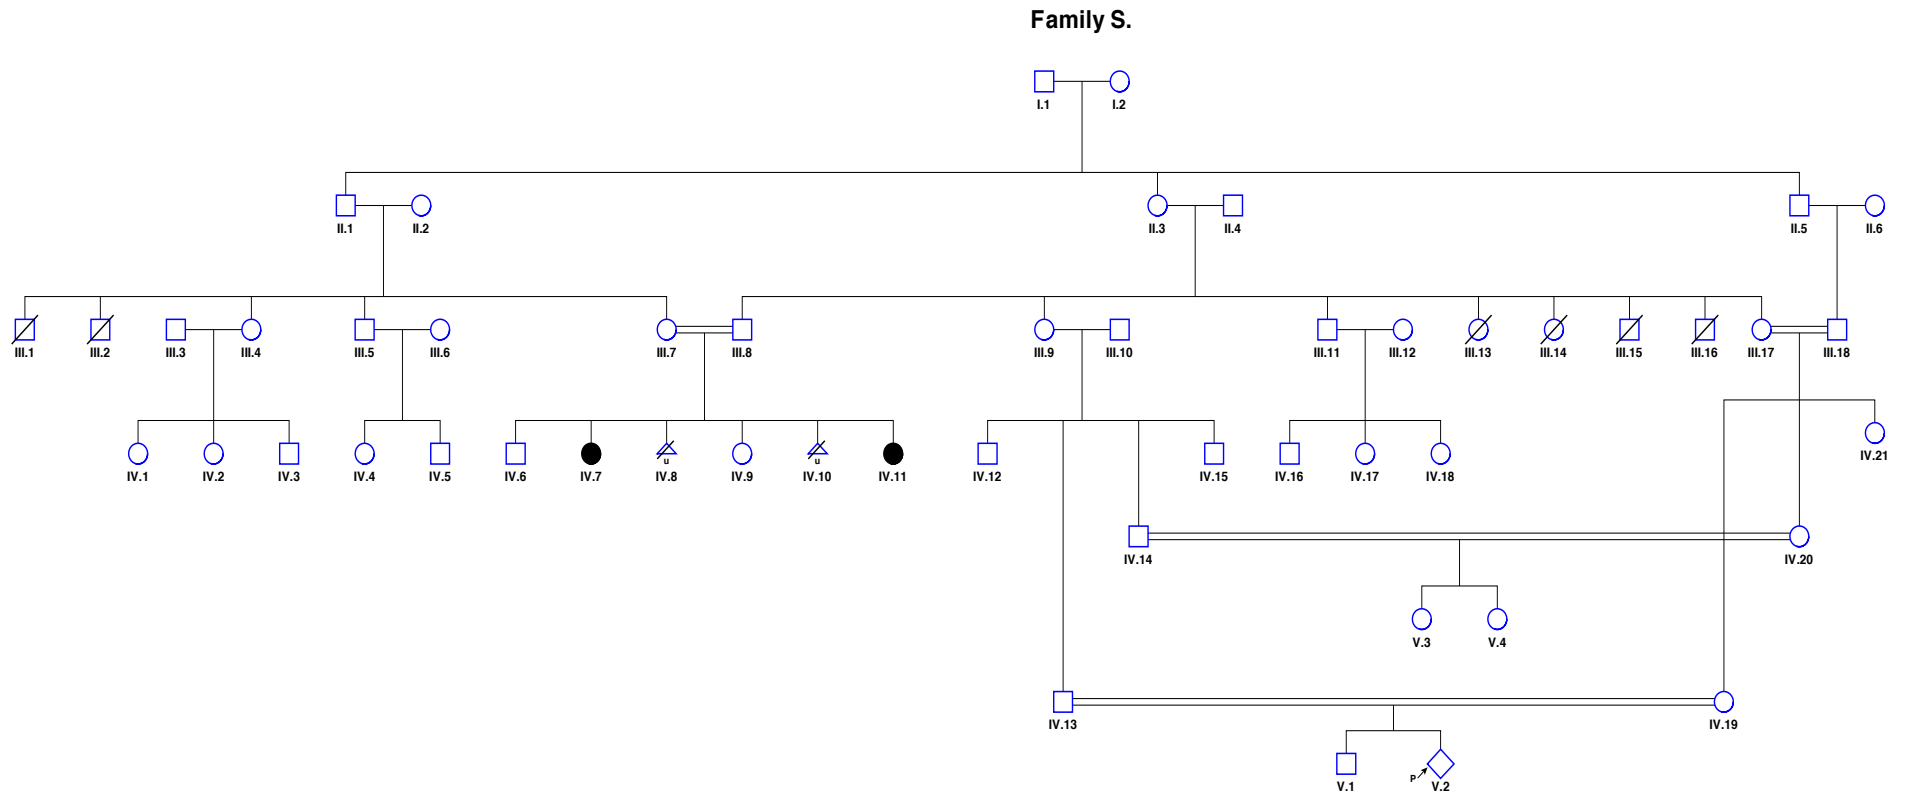 Family S.
I.1 I.2
II.1 II.2 II.3 II.4 II.5 II.6
III.1 III.2 III.3 III.4 III.5 III.6 III.7 III.8 III.9 III.10 III.11 III.12 III.13 III.14 III.15 III.16 III.17 III.18
u u
IV.21
IV.1 IV.2 IV.3 IV.4 IV.5 IV.6 IV.7 IV.8 IV.9 IV.10 IV.11 IV.12 IV.15 IV.16 IV.17 IV.18
IV.14 IV.20
V.3 V.4
IV.13 IV.19
P
V.1 V.2